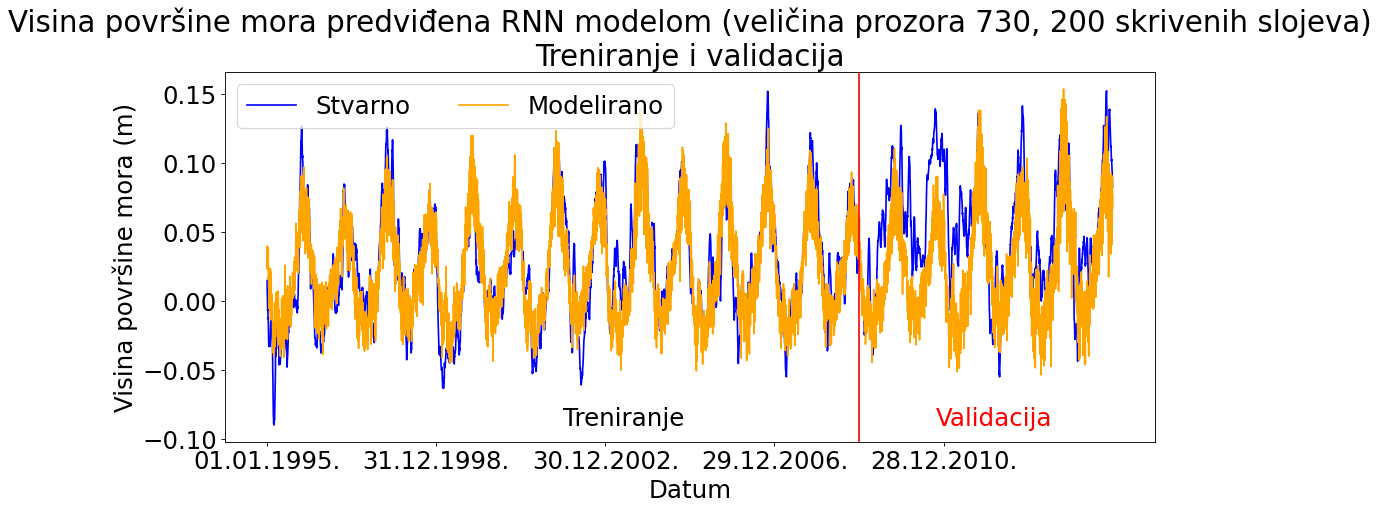 Visina površine mora predviđena RNN modelom (veličina prozora 730, 200 skrivenih slojeva)
Treniranje i validacija
Stvarno Modelirano
Visina površine mora (m)
0.15
0.10
0.05
0.00
−0.05
−0.10
Treniranje
Validacija
01.01.1995. 31.12.1998. 30.12.2002. 29.12.2006. 28.12.2010.
Datum